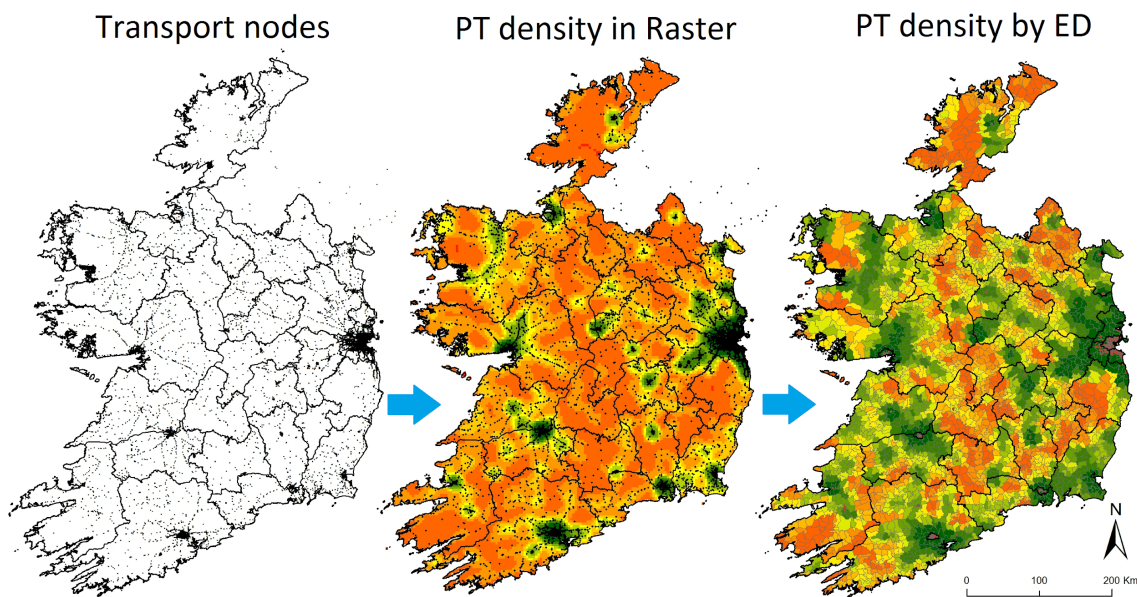 Transport nodes
PT density in Raster
PT density by ED
N
0 100 200 Km